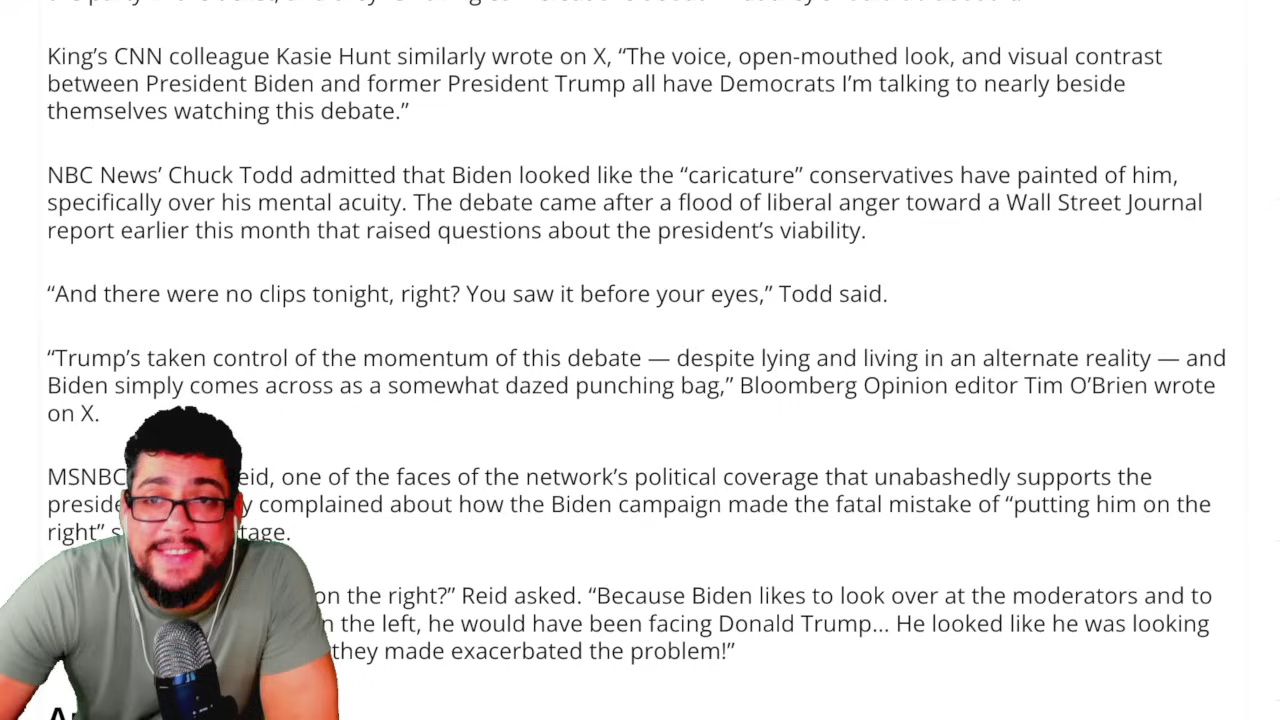 King’s CNN colleague Kasie Hunt similarly wrote on X, “The voice, open-mouthed look, and visual contrast
between President Biden and former President Trump all have Democrats I’m talking to nearly beside
themselves watching this debate.”
NBC News’ Chuck Todd admitted that Biden looked like the “caricature” conservatives have painted of him,
specifically over his mental acuity. The debate came after a flood of liberal anger toward a Wall Street Journal
report earlier this month that raised questions about the president’s viability.
“And there were no clips tonight, right? You saw it before your eyes,” Todd said.
“Trump’s taken control of the momentum of this debate — despite lying and living in an alternate reality — and
Biden simply comes across as a somewhat dazed punching bag,” Bloomberg Opinion editor Tim O’Brien wrote
on X.
MSNBC eid, one of the faces of the network’s political coverage that unabashedly supports the
preside y complained about how the Biden campaign made the fatal mistake of “putting him on the
right” s tage.
on the right?” Reid asked. “Because Biden likes to look over at the moderators and to
n the left, he would have been facing Donald Trump... He looked like he was looking
they made exacerbated the problem!”